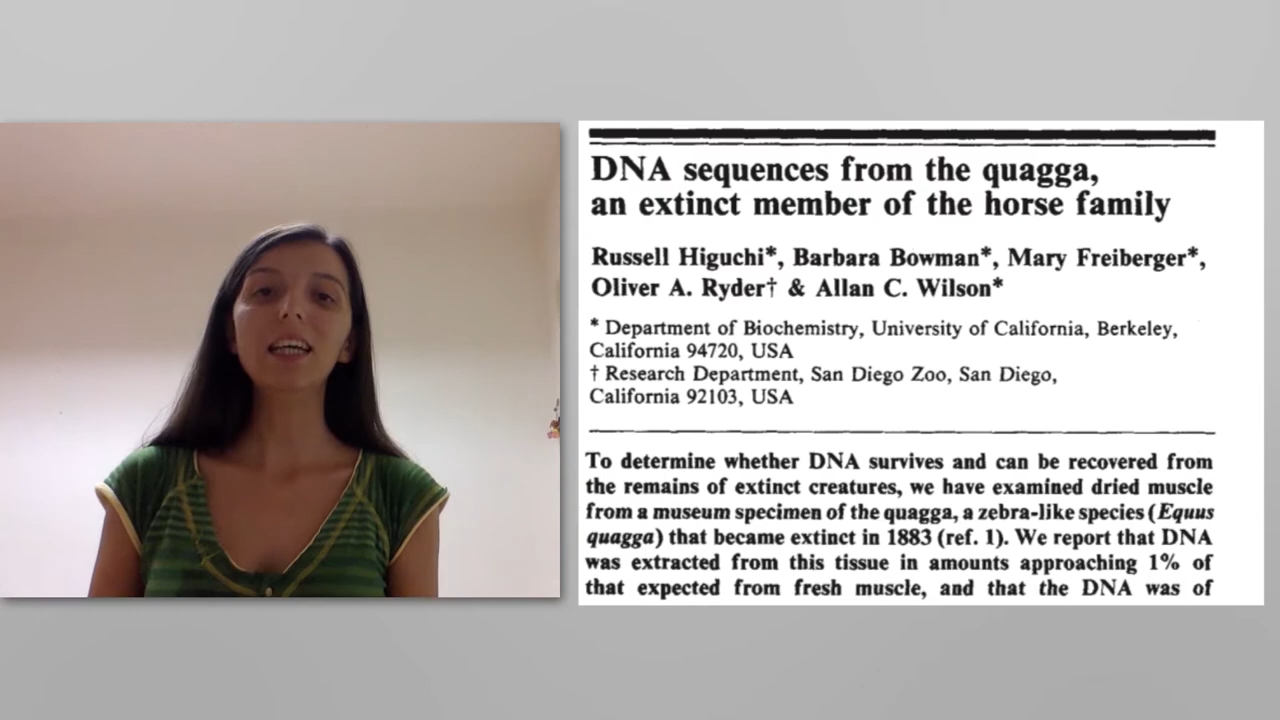 DNA sequences from the quagga,
an extinct member of the horse family
Russell Higuchi*, Barbara Bowman*, Mary Freiberger*,
Oliver A. Ryder† & Allan C. Wilson*
* Department of Biochemistry, University of California, Berkeley,
California 94720, USA
† Research Department, San Diego Zoo, San Diego,
California 92103, USA
To determine whether DNA survives and can be recovered from
the remains of extinct creatures, we have examined dried muscle
from a museum specimen of the quagga, a zebra-like species (Equus
quagga) that became extinct in 1883 (ref. 1). We report that DNA
was extracted from this tissue in amounts approaching 1% of
that expected from fresh muscle, and that the DNA was of